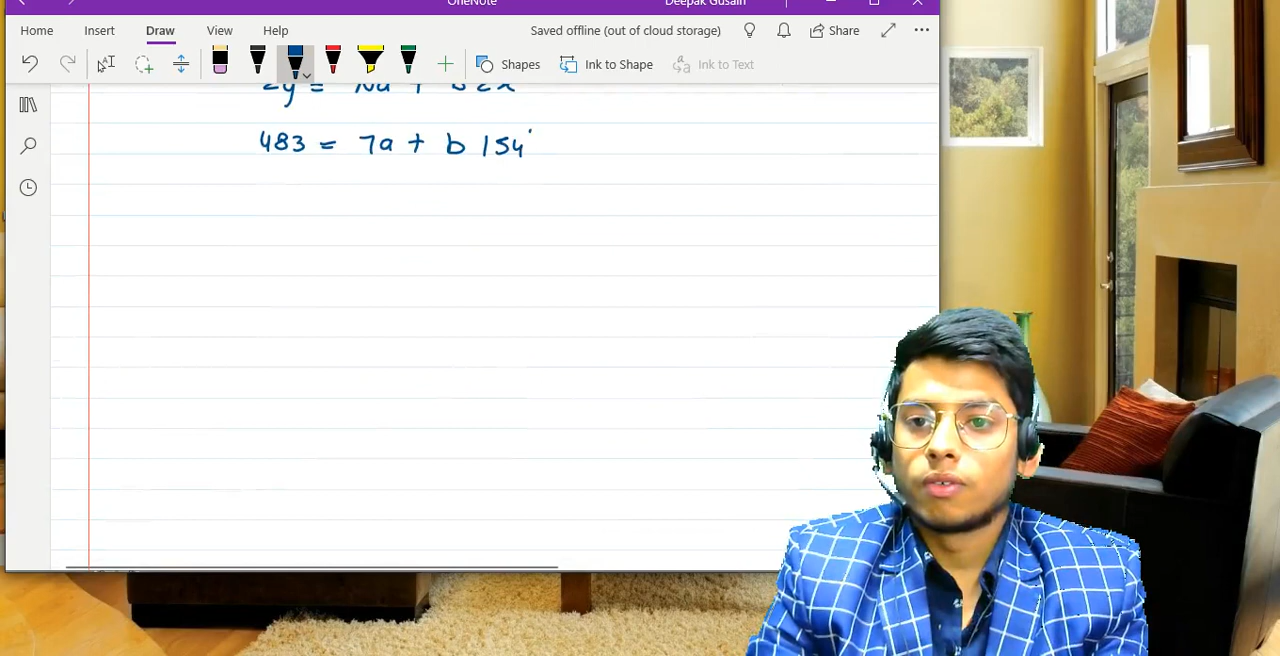 OneNote
Deepak Gusain
Home Insert Draw View Help
Saved offline (out of cloud storage)
Share
Shapes Ink to Shape Ink to Text
483 = 7a + b 154